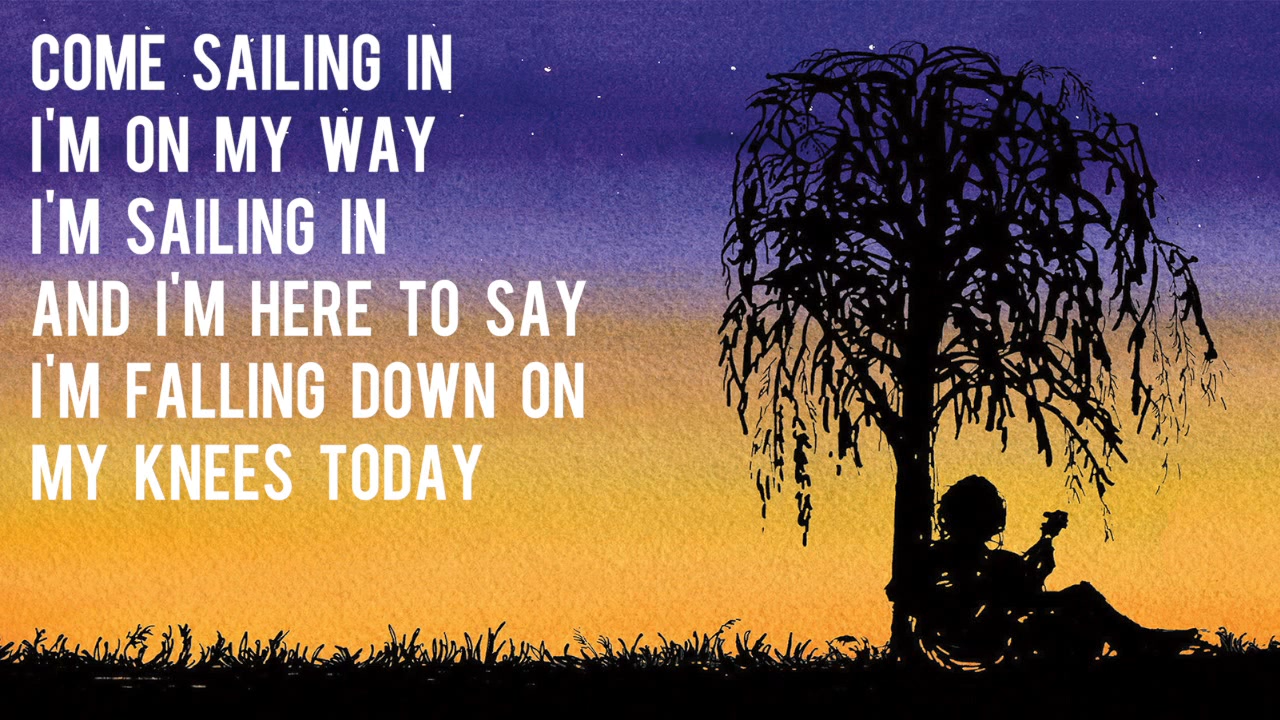 COME SAILING IN
I'M ON MY WAY
I'M SAILING IN
AND I'M HERE TO SAY
I'M FALLING DOWN ON
MY KNEES TODAY